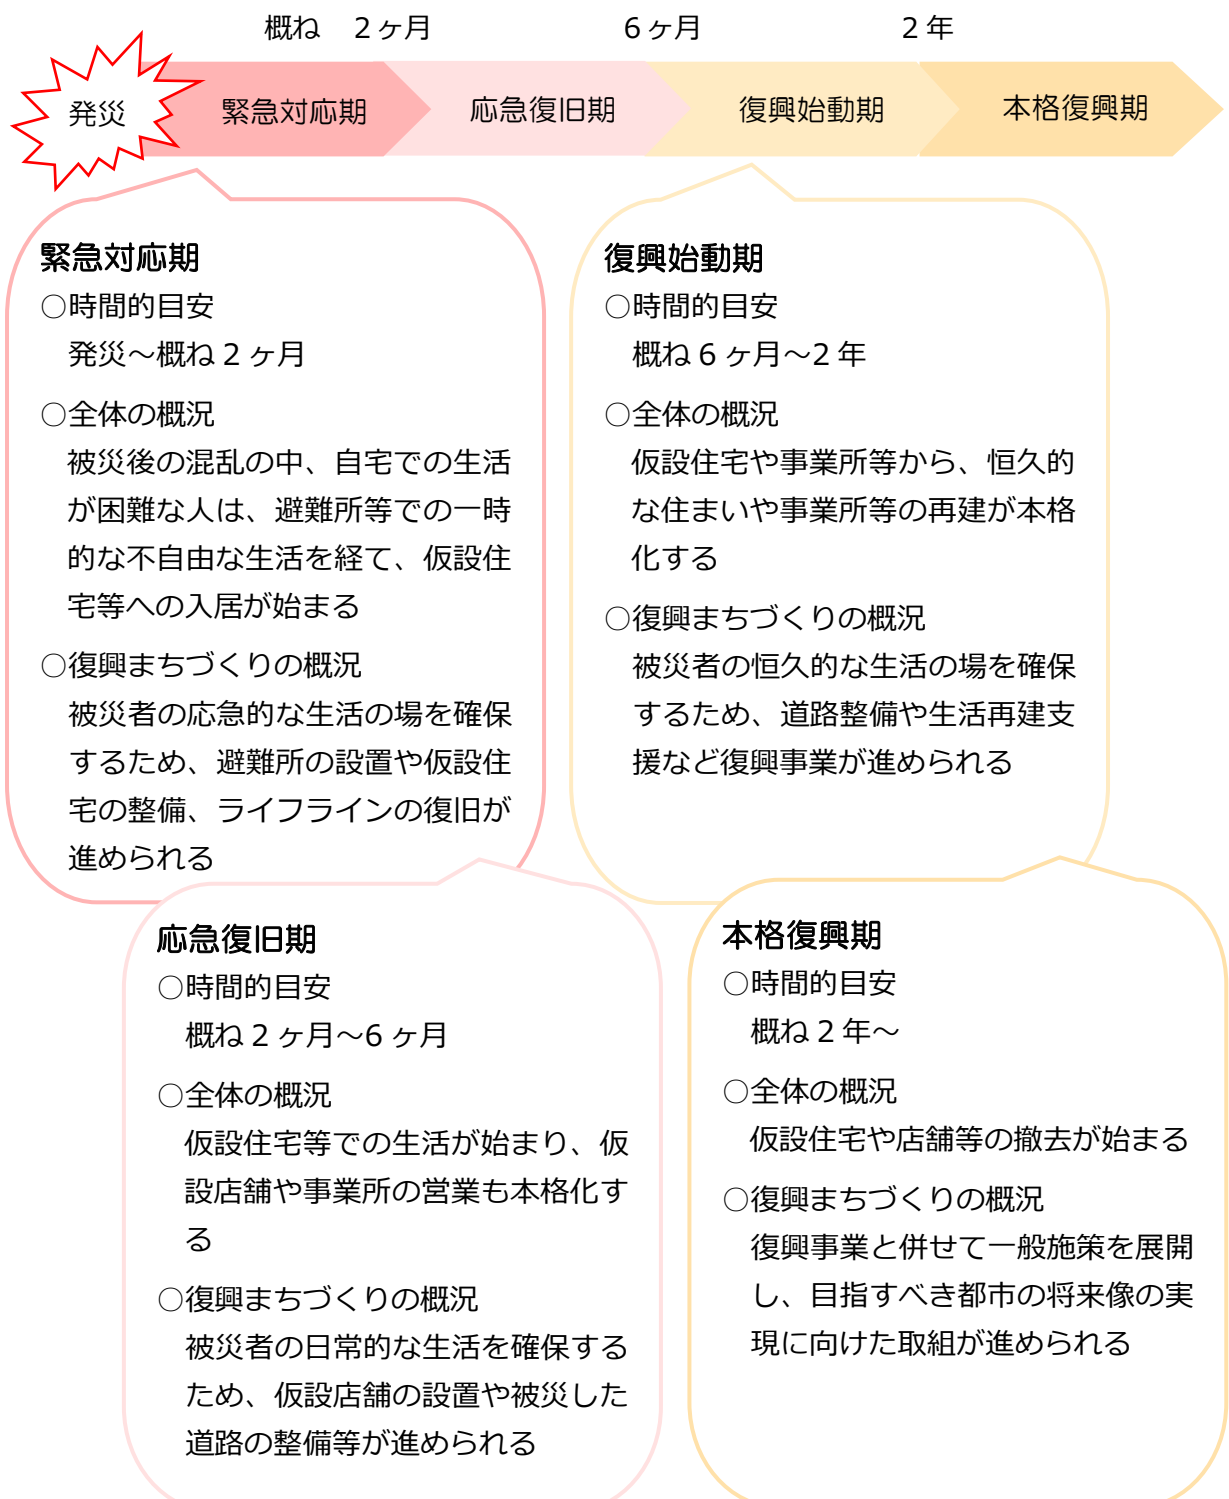 概ね 2ヶ月
6ヶ月
2年
発災
緊急対応期
応急復旧期
復興始動期
本格復興期
緊急対応期
○時間的目安
発災～概ね2ヶ月
○全体の概況
被災後の混乱の中、自宅での生活
が困難な人は、避難所等での一時
的な不自由な生活を経て、仮設住
宅等への入居が始まる
○復興まちづくりの概況
被災者の応急的な生活の場を確保
するため、避難所の設置や仮設住
宅の整備、ライフラインの復旧が
進められる
応急復旧期
○時間的目安
概ね2ヶ月～6ヶ月
○全体の概況
仮設住宅等での生活が始まり、仮
設店舗や事業所の営業も本格化す
る
○復興まちづくりの概況
被災者の日常的な生活を確保する
ため、仮設店舗の設置や被災した
道路の整備等が進められる
復興始動期
○時間的目安
概ね6ヶ月～2年
○全体の概況
仮設住宅や事業所等から、恒久的
な住まいや事業所等の再建が本格
化する
○復興まちづくりの概況
被災者の恒久的な生活の場を確保
するため、道路整備や生活再建支
援など復興事業が進められる
本格復興期
○時間的目安
概ね2年～
○全体の概況
仮設住宅や店舗等の撤去が始まる
○復興まちづくりの概況
復興事業と併せて一般施策を展開
し、目指すべき都市の将来像の実
現に向けた取組が進められる